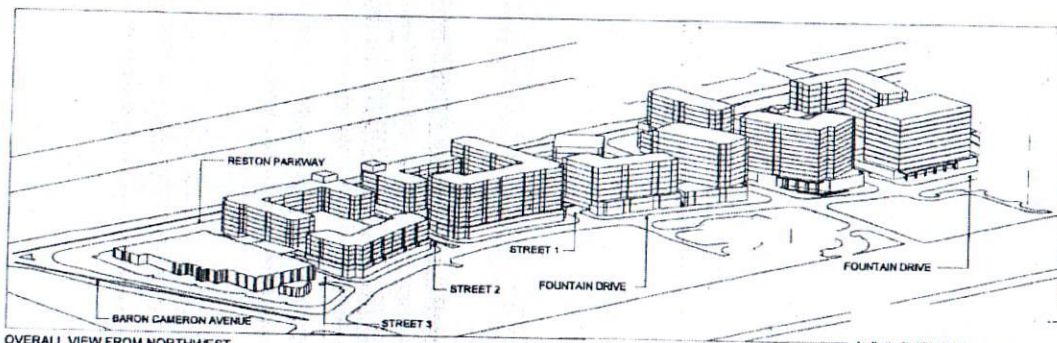 RESTON PARKWAY
STREET 1
FOUNTAIN DRIVE
FOUNTAIN DRIVE
STREET 2
STREET 3
BARON CAMERON AVENUE
OVERALL VIEW FROM NORTHWEST